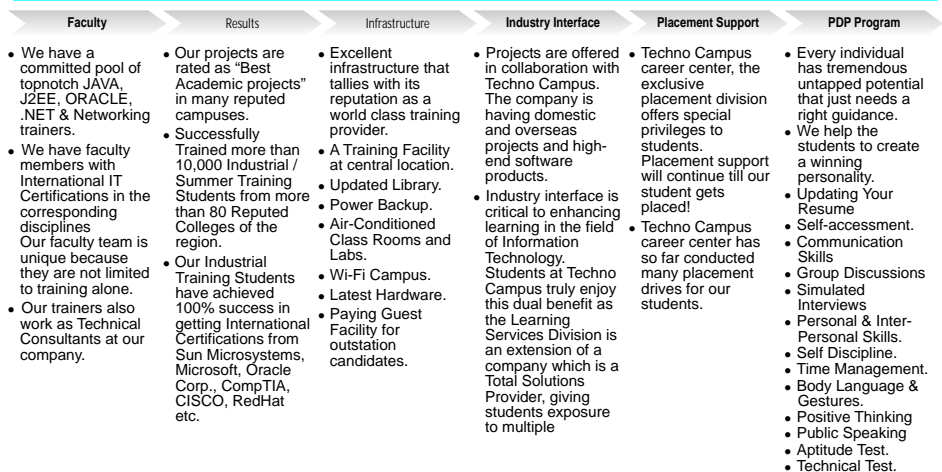 Faculty
Results
Infrastructure
Industry Interface
Placement Support
PDP Program
• We have a
committed pool of
topnotch JAVA,
J2EE, ORACLE,
.NET & Networking
trainers.
• We have faculty
members with
International IT
Certifications in the
corresponding
disciplines
Our faculty team is
unique because
they are not limited
to training alone.
• Our trainers also
work as Technical
Consultants at our
company.
• Our projects are
rated as “Best
Academic projects”
in many reputed
campuses.
• Successfully
Trained more than
10,000 Industrial /
Summer Training
Students from more
than 80 Reputed
Colleges of the
region.
• Our Industrial
Training Students
have achieved
100% success in
getting International
Certifications from
Sun Microsystems,
Microsoft, Oracle
Corp., CompTIA,
CISCO, RedHat
etc.
• Excellent
infrastructure that
tallies with its
reputation as a
world class training
provider.
• A Training Facility
at central location.
• Updated Library.
• Power Backup.
• Air-Conditioned
Class Rooms and
Labs.
• Wi-Fi Campus.
• Latest Hardware.
• Paying Guest
Facility for
outstation
candidates.
• Projects are offered
in collaboration with
Techno Campus.
The company is
having domestic
and overseas
projects and high-
end software
products.
• Industry interface is
critical to enhancing
learning in the field
of Information
Technology.
Students at Techno
Campus truly enjoy
this dual benefit as
the Learning
Services Division is
an extension of a
company which is a
Total Solutions
Provider, giving
students exposure
to multiple
• Techno Campus
career center, the
exclusive
placement division
offers special
privileges to
students.
Placement support
will continue till our
student gets
placed!
• Techno Campus
career center has
so far conducted
many placement
drives for our
students.
• Every individual
has tremendous
untapped potential
that just needs a
right guidance.
• We help the
students to create
a winning
personality.
• Updating Your
Resume
• Self-accessment.
• Communication
Skills
• Group Discussions
• Simulated
Interviews
• Personal & Inter-
Personal Skills.
• Self Discipline.
• Time Management.
• Body Language &
Gestures.
• Positive Thinking
• Public Speaking
• Aptitude Test.
• Technical Test.